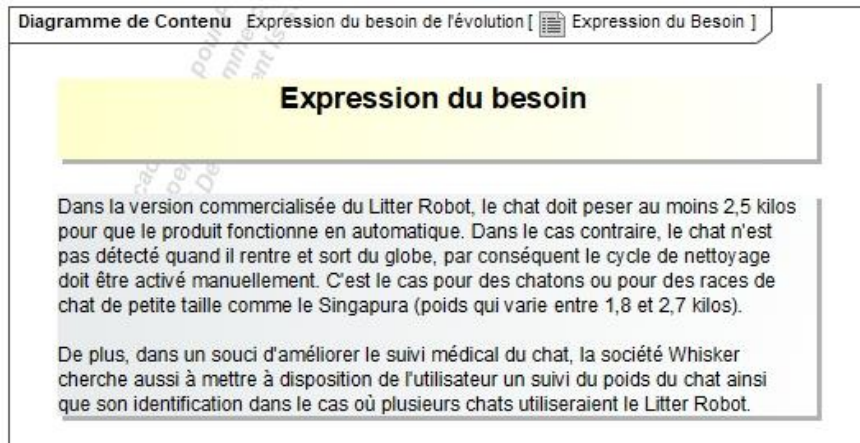 Diagramme de Contenu Expression du besoin de l'évolution [ Expression du Besoin ]
Expression du besoin
Dans la version commercialisée du Litter Robot, le chat doit peser au moins 2,5 kilos
pour que le produit fonctionne en automatique. Dans le cas contraire, le chat n'est
pas détecté quand il rentre et sort du globe, par conséquent le cycle de nettoyage
doit être activé manuellement. C'est le cas pour des chatons ou pour des races de
chat de petite taille comme le Singapura (poids qui varie entre 1,8 et 2,7 kilos).
De plus, dans un souci d'améliorer le suivi médical du chat, la société Whisker
cherche aussi à mettre à disposition de l'utilisateur un suivi du poids du chat ainsi
que son identification dans le cas où plusieurs chats utiliseraient le Litter Robot.